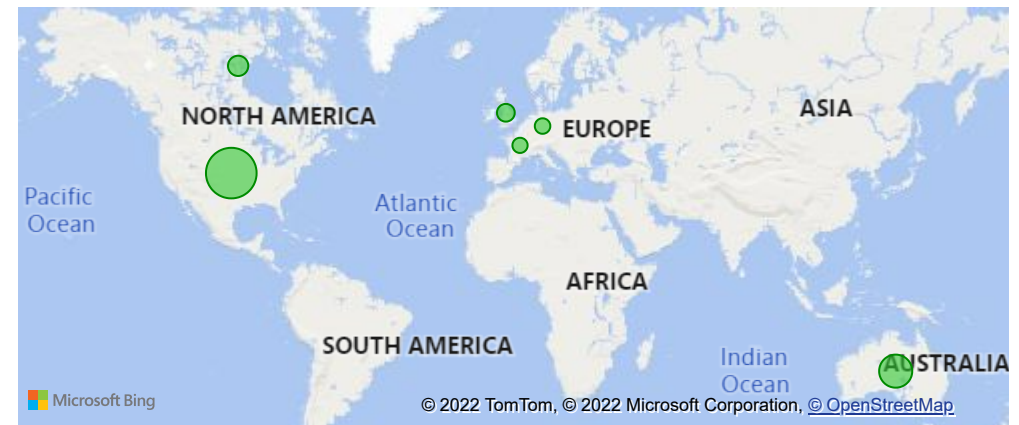 NORTH AMERICA
ASIA
EUROPE
Pacific
Ocean
Atlantic
Ocean
AFRICA
SOUTH AMERICA
Indian
Ocean
AUSTRALIA
Microsoft Bing
© 2022 TomTom, © 2022 Microsoft Corporation, © OpenStreetMap